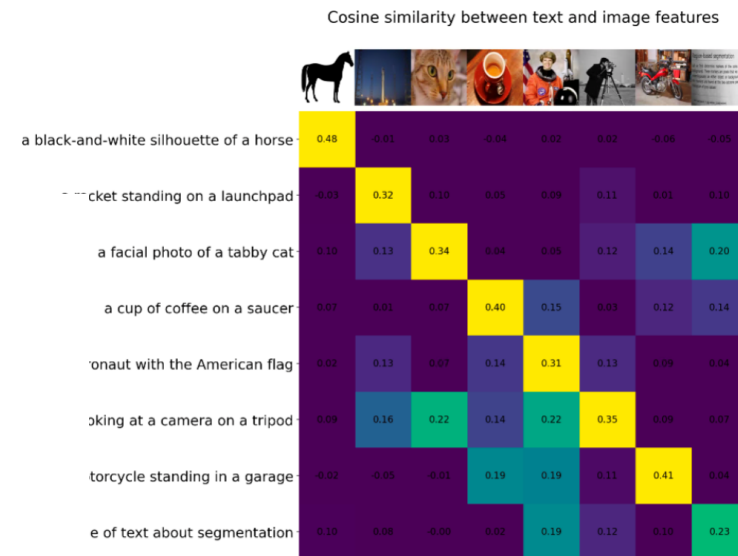 Cosine similarity between text and image features
a black-and-white silhouette of a horse 0.48 -0.01 0.03 -0.04 0.02 0.02 -0.06 -0.05
cket standing on a launchpad -0.03 0.32 0.10 0.05 0.09 0.11 0.01 0.10
a facial photo of a tabby cat 0.10 0.13 0.34 0.04 0.05 0.12 0.14 0.20
a cup of coffee on a saucer 0.07 0.01 0.07 0.40 0.15 0.03 0.12 0.14
ronaut with the American flag 0.02 0.13 0.07 0.14 0.31 0.13 0.09 0.04
oking at a camera on a tripod 0.09 0.16 0.22 0.14 0.22 0.35 0.09 0.07
torcycle standing in a garage -0.02 -0.05 -0.01 0.19 0.19 0.11 0.41 0.04
e of text about segmentation 0.10 0.08 -0.00 0.02 0.19 0.12 0.10 0.23